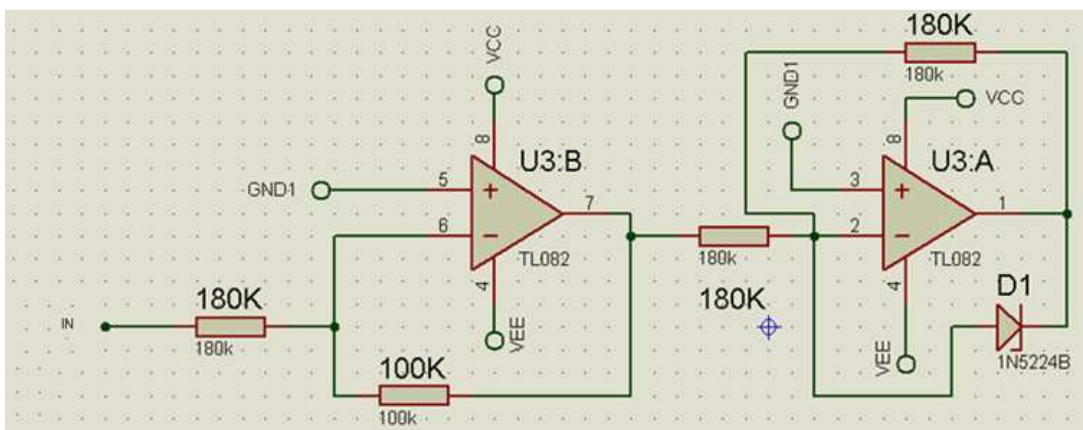 180K
180k
VCC
GND1
VCC
8
U3:B
8
U3:A
GND1
5
+
7
3
+
1
6
−
2
−
TL082
180k
TL082
4
4
180K
180K
D1
IN
VEE
180k
VEE
1N5224B
100K
100k